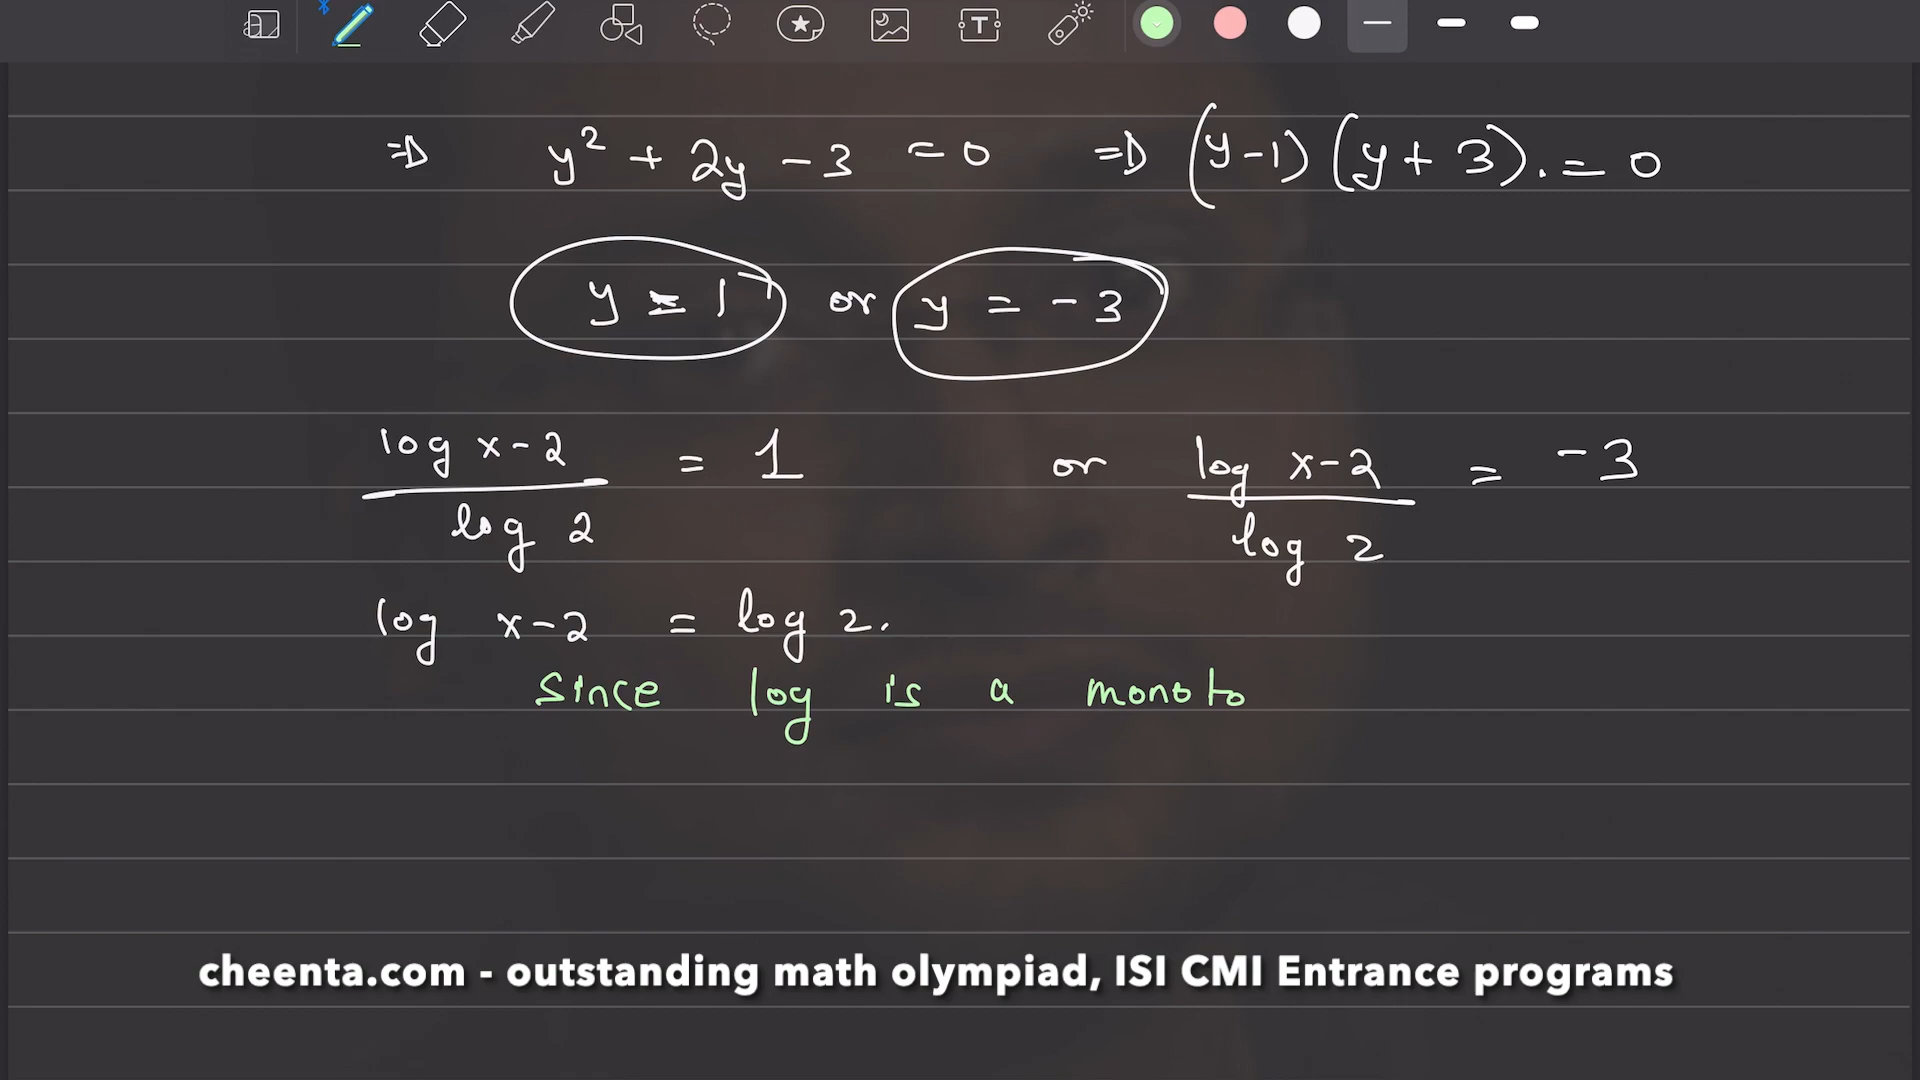 ⇒ y² + 2y - 3 = 0 ⇒ (y-1)(y+3). = 0
y = 1 or y = -3
log x-2 / log 2 = 1 or log x-2 / log 2 = -3
log x-2 = log 2.
Since log is a monoto
cheenta.com - outstanding math olympiad, ISI CMI Entrance programs